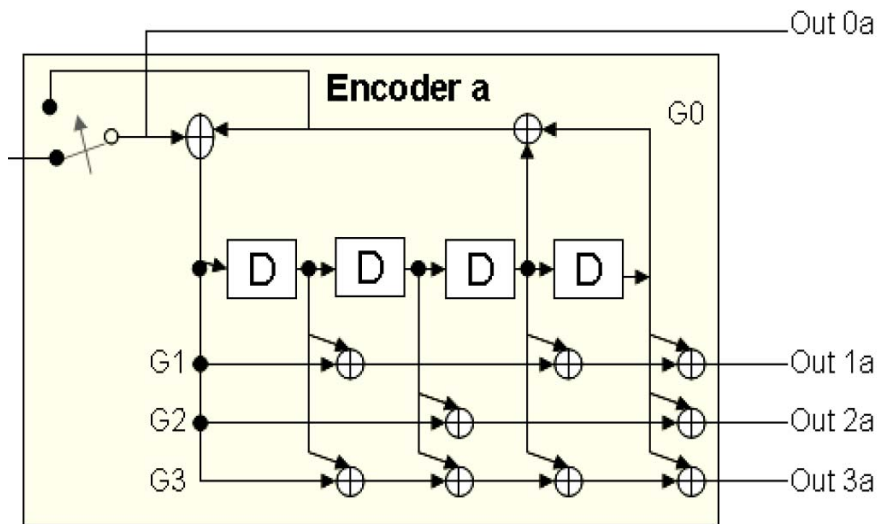 Out 0a
Encoder a
G0
D D D D
G1 Out 1a
G2 Out 2a
G3 Out 3a